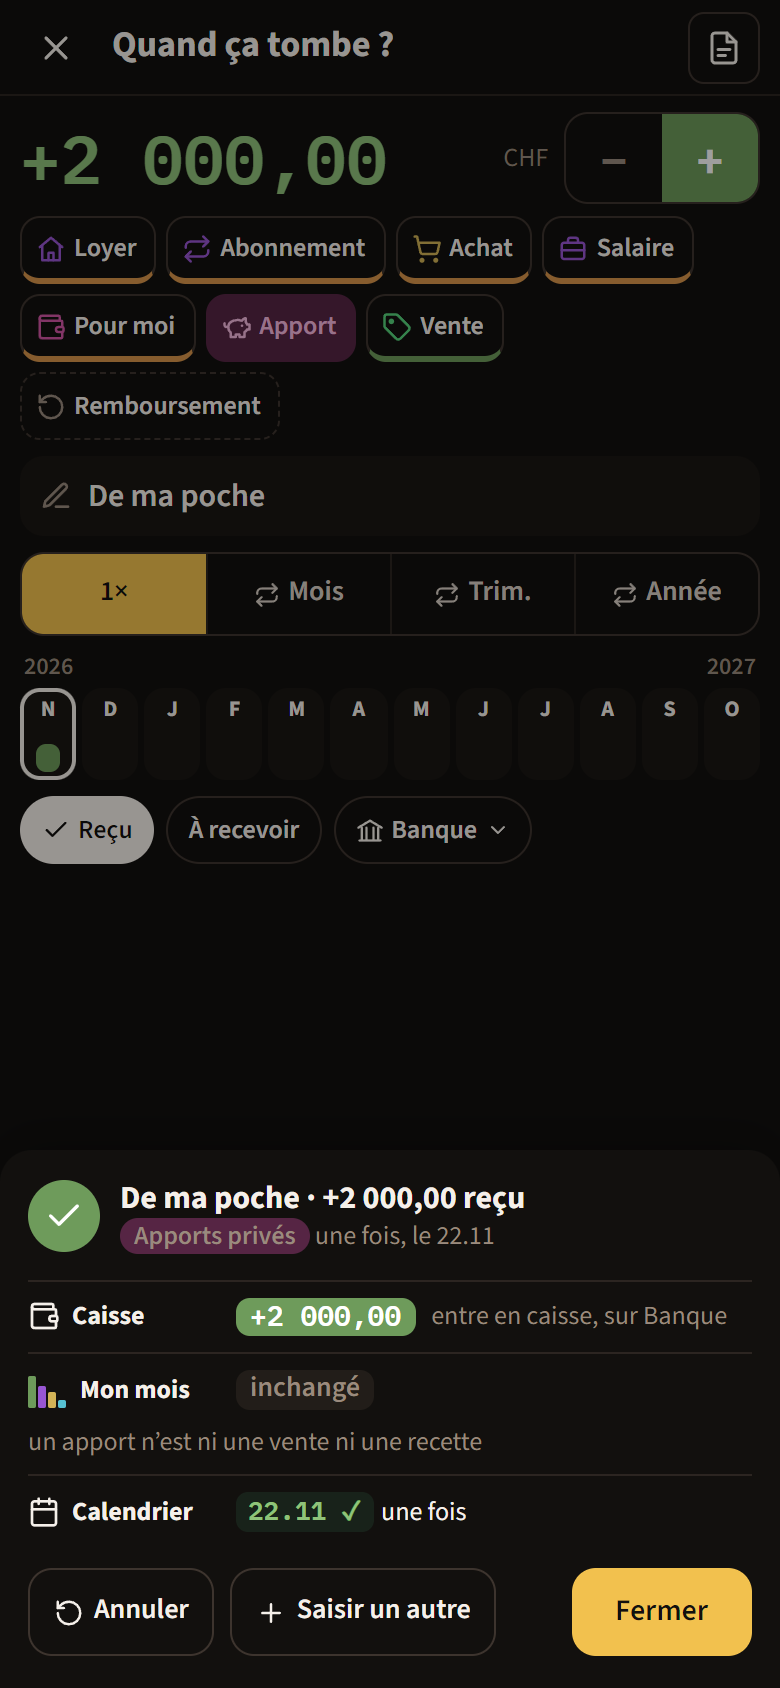 Quand ça tombe ?
+2 000,00 CHF − +
Loyer Abonnement Achat Salaire
Pour moi Apport Vente
Remboursement
De ma poche
1× Mois Trim. Année
2026 2027
N D J F M A M J J A S O
Reçu À recevoir Banque
De ma poche · +2 000,00 reçu
Apports privés une fois, le 22.11
Caisse +2 000,00 entre en caisse, sur Banque
Mon mois inchangé
un apport n’est ni une vente ni une recette
Calendrier 22.11 ✓ une fois
Annuler Saisir un autre Fermer